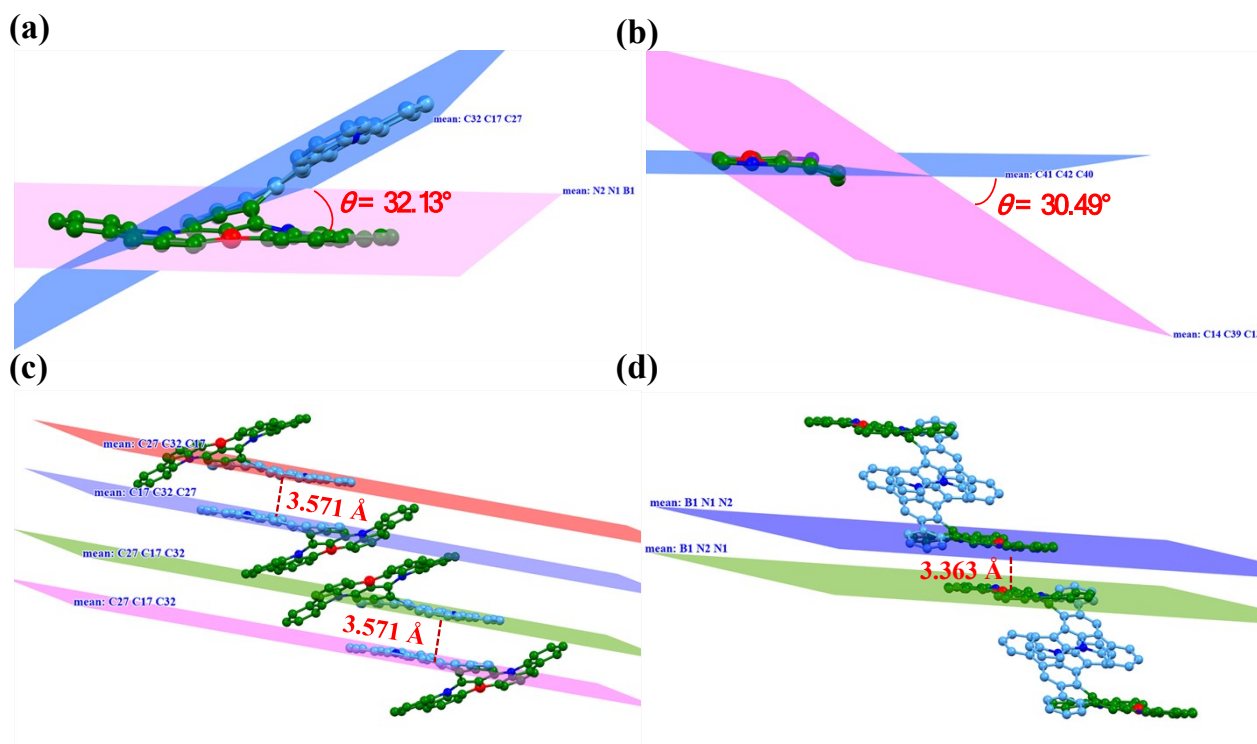 (a)
mean: C32 C17 C27
mean: N2 N1 B1
θ = 32.13°
(b)
mean: C41 C42 C40
θ = 30.49°
mean: C14 C39 C1
(c)
mean: C27 C32 C17
mean: C17 C32 C27
3.571 Å
mean: C27 C17 C32
mean: C27 C17 C32
3.571 Å
(d)
mean: B1 N1 N2
mean: B1 N2 N1
3.363 Å